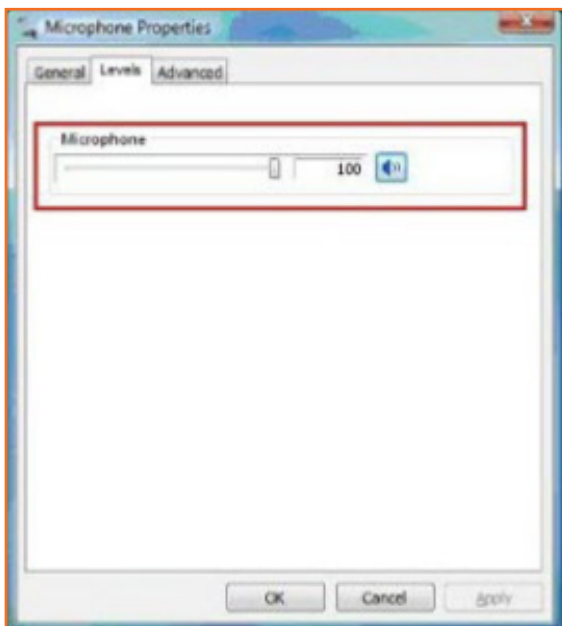 Microphone Properties
General Levels Advanced
Microphone
100
OK Cancel Apply